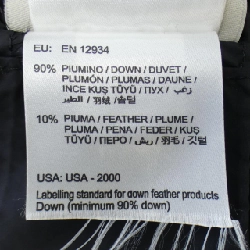 EU: EN 12934
90% PIUMINO / DOWN / DUVET /
PLUMÓN / PLUMAS / DAUNE /
INCE KUŞ TÜYÜ / ПУХ / زغب
الطير / 羽绒 / 솜털
10% PIUMA / FEATHER / PLUME /
PLUMA / PENA / FEDER / KUŞ
TÜYÜ / ПЕРО / ريش / 羽毛 / 깃털
USA: USA - 2000
Labelling standard for down feather products
Down (minimum 90% down)